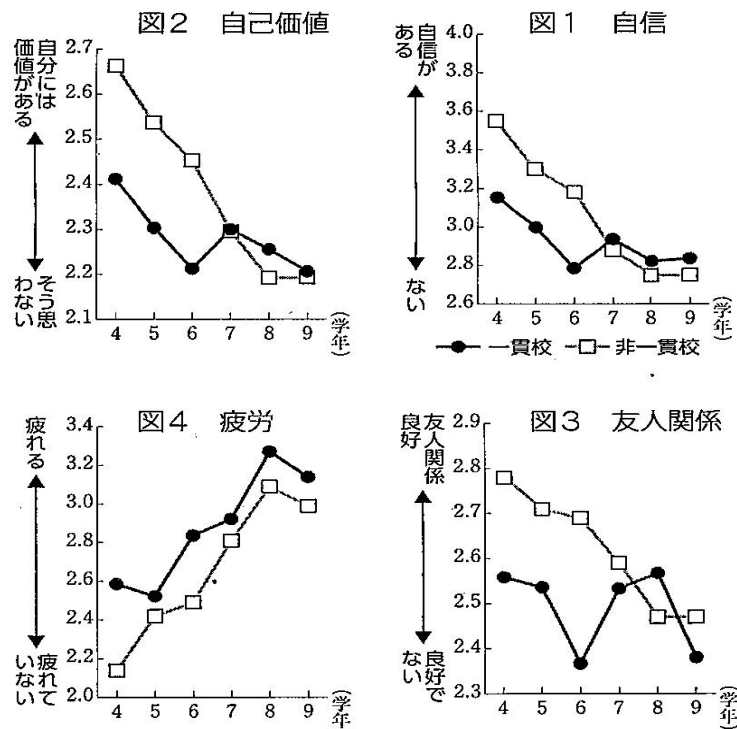 図2 自己価値
自分には
価値がある
そう思
わない
2.7
2.6
2.5
2.4
2.3
2.2
2.1
4 5 6 7 8 9 (学年)
図1 自信
自信が
ある
ない
4.0
3.6
3.4
3.2
3.0
2.8
2.6
4 5 6 7 8 9 (学年)
一貫校 非一貫校
図4 疲労
疲れる
疲れて
いない
3.4
3.2
3.0
2.8
2.6
2.4
2.2
2.0
4 5 6 7 8 9 (学年)
図3 友人関係
友人関係
良好
良好で
ない
2.9
2.8
2.7
2.6
2.5
2.4
2.3
4 5 6 7 8 9 (学年)